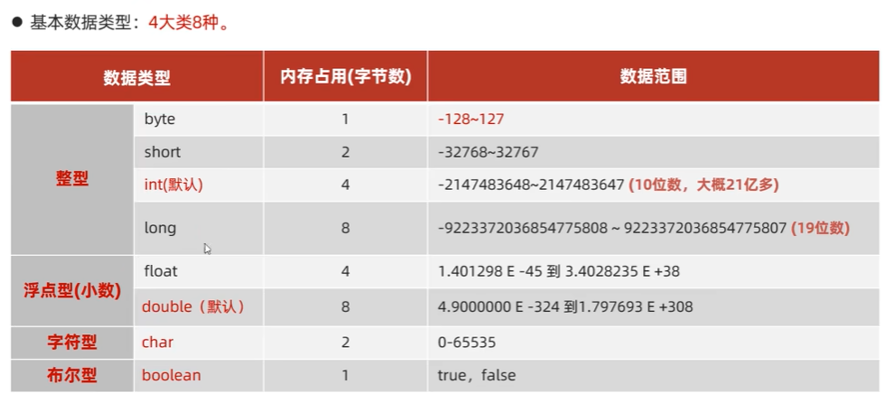 ● 基本数据类型：4大类8种。
数据类型 内存占用(字节数) 数据范围
整型
byte 1 -128~127
short 2 -32768~32767
int(默认) 4 -2147483648~2147483647 (10位数，大概21亿多)
long 8 -9223372036854775808 ~ 9223372036854775807 (19位数)
浮点型(小数)
float 4 1.401298 E -45 到 3.4028235 E +38
double（默认） 8 4.9000000 E -324 到1.797693 E +308
字符型 char 2 0-65535
布尔型 boolean 1 true，false